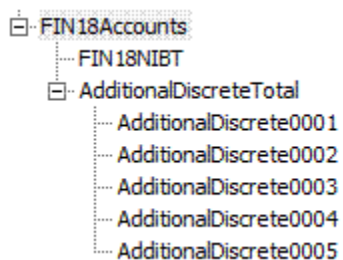 FIN18Accounts
FIN18NIBT
AdditionalDiscreteTotal
AdditionalDiscrete0001
AdditionalDiscrete0002
AdditionalDiscrete0003
AdditionalDiscrete0004
AdditionalDiscrete0005